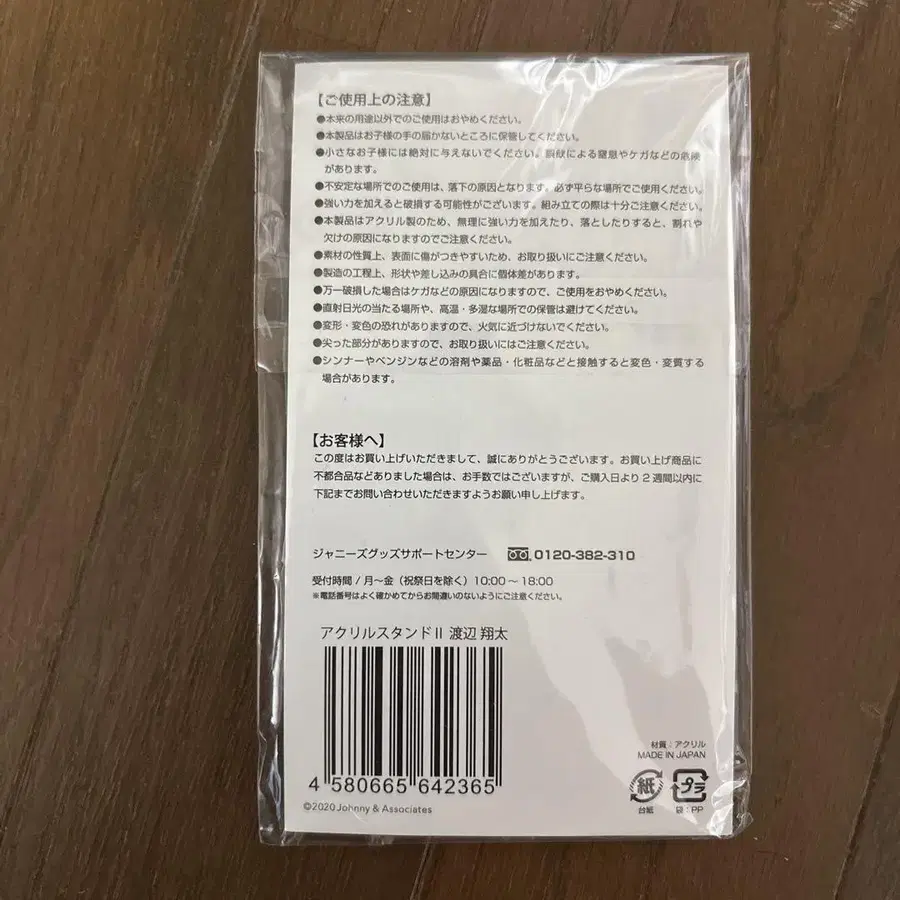 【ご使用上の注意】
●本来の用途以外でのご使用はおやめください。
●本製品はお子様の手の届かないところに保管してください。
●小さなお子様には絶対に与えないでください。誤飲による窒息やケガなどの危険
があります。
●不安定な場所でのご使用は、落下の原因となります。必ず平らな場所でご使用ください。
●強い力を加えると破損する可能性がございます。組み立ての際は十分ご注意ください。
●本製品はアクリル製のため、無理に強い力を加えたり、落としたりすると、割れや
欠けの原因になりますのでご注意ください。
●素材の性質上、表面に傷がつきやすいため、お取り扱いにご注意ください。
●製造の工程上、形状や差し込みの具合に個体差があります。
●万一破損した場合はケガなどの原因になりますので、ご使用をおやめください。
●直射日光の当たる場所や、高温・多湿な場所での保管は避けてください。
●変形・変色の恐れがありますので、火気に近づけないでください。
●尖った部分がありますので、お取り扱いにはご注意ください。
●シンナーやベンジンなどの溶剤や薬品・化粧品などと接触すると変色・変質する
場合があります。
【お客様へ】
この度はお買い上げいただきまして、誠にありがとうございます。お買い上げ商品に
不都合品などありました場合は、お手数ではございますが、ご購入日より2週間以内に
下記までお問い合わせいただきますようお願い申し上げます。
ジャニーズグッズサポートセンター 0120-382-310
受付時間 / 月～金（祝祭日を除く）10:00～18:00
※電話番号はよく確かめてからお間違いのないようにご注意ください。
アクリルスタンドII 渡辺 翔太
4 580665 642365
©2020 Johnny & Associates
材質：アクリル
MADE IN JAPAN
紙 プラ
台紙 袋：PP